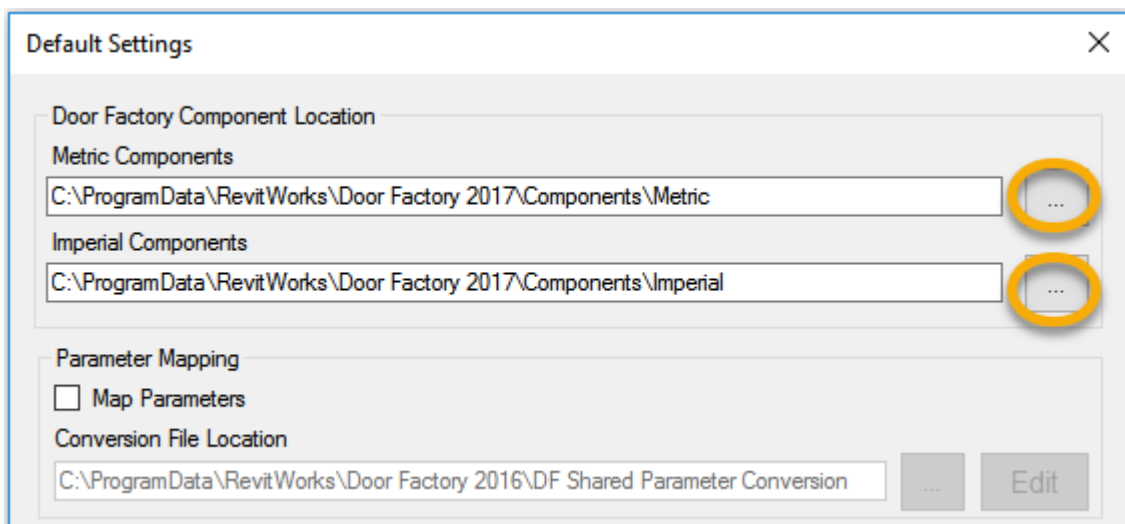 Default Settings
Door Factory Component Location
Metric Components
C:\ProgramData\RevitWorks\Door Factory 2017\Components\Metric
...
Imperial Components
C:\ProgramData\RevitWorks\Door Factory 2017\Components\Imperial
...
Parameter Mapping
Map Parameters
Conversion File Location
C:\ProgramData\RevitWorks\Door Factory 2016\DF Shared Parameter Conversion
... Edit